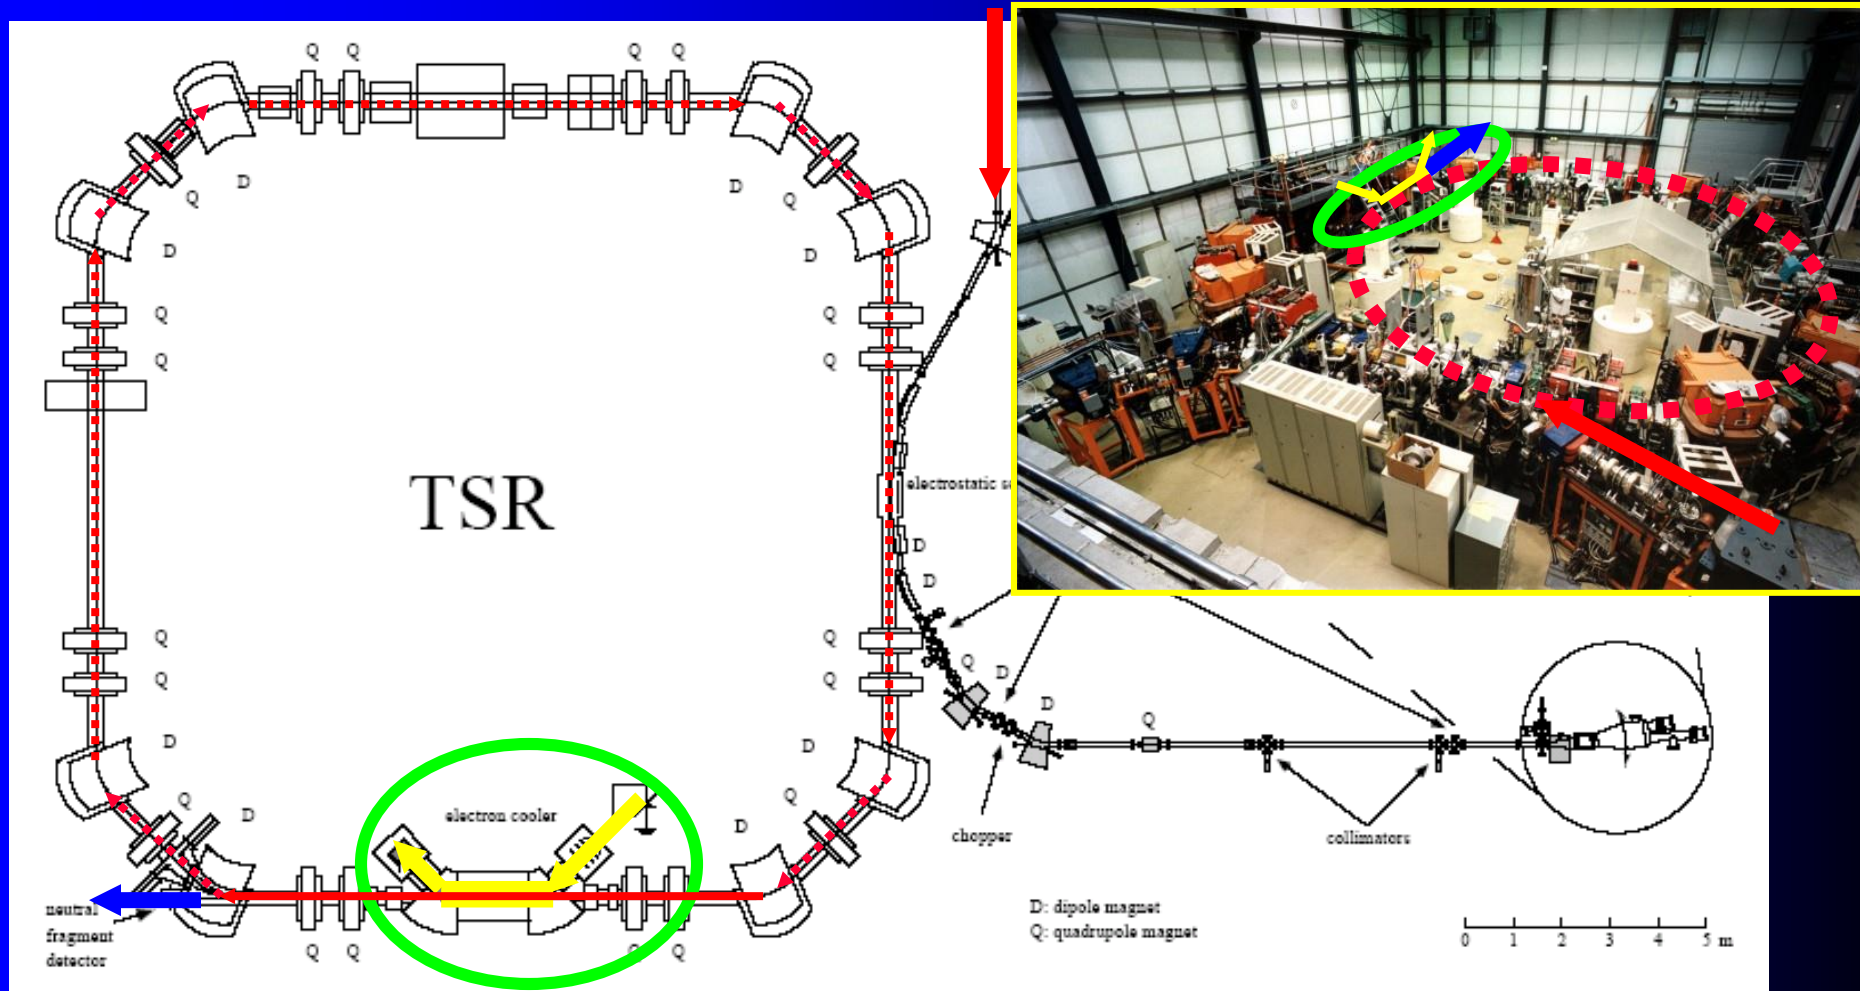 Q Q Q Q
D D
Q Q
D D
Q Q
Q Q
TSR
electrostatic
D
D
Q Q
Q
D
Q Q
D
D D
Q
Q Q
D
electron cooler
D
chopper
collimators
neutral
fragment
detector
D: dipole magnet
Q: quadrupole magnet
0 1 2 3 4 5 m
Q Q Q Q